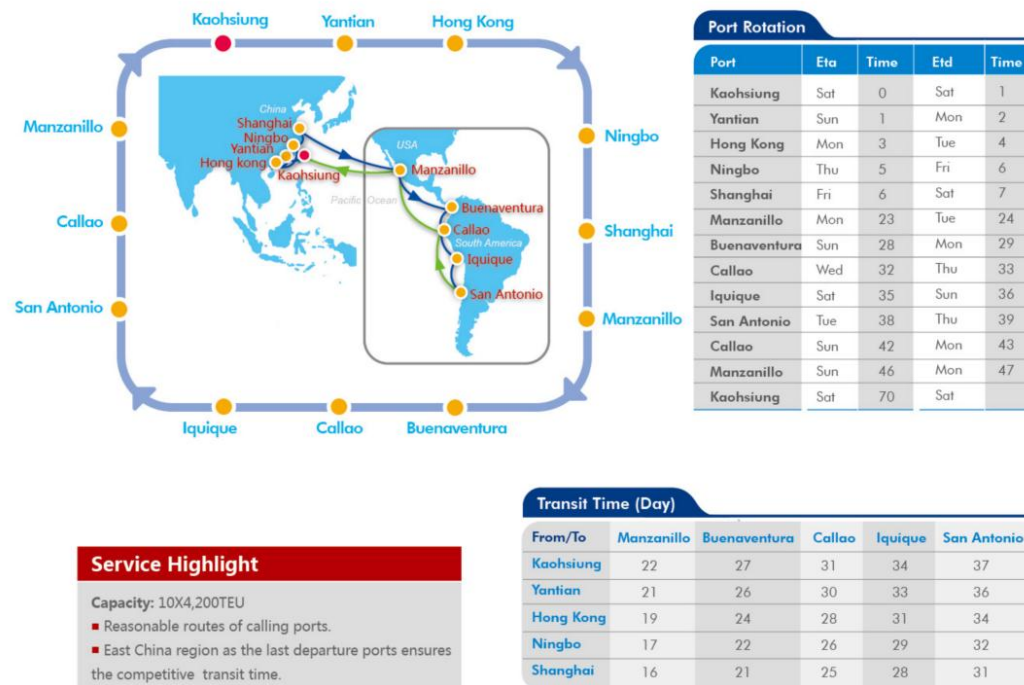 Kaohsiung
Yantian
Hong Kong
Manzanillo
Callao
San Antonio
Ningbo
Shanghai
Manzanillo
Iquique
Callao
Buenaventura
China
Shanghai
Ningbo
Yantian
Hong kong
Kaohsiung
USA
Manzanillo
Pacific Ocean
Buenaventura
Callao
South America
Iquique
San Antonio
Port Rotation
Port Eta Time Etd Time
Kaohsiung Sat 0 Sat 1
Yantian Sun 1 Mon 2
Hong Kong Mon 3 Tue 4
Ningbo Thu 5 Fri 6
Shanghai Fri 6 Sat 7
Manzanillo Mon 23 Tue 24
Buenaventura Sun 28 Mon 29
Callao Wed 32 Thu 33
Iquique Sat 35 Sun 36
San Antonio Tue 38 Thu 39
Callao Sun 42 Mon 43
Manzanillo Sun 46 Mon 47
Kaohsiung Sat 70 Sat
Service Highlight
Capacity: 10X4,200TEU
■ Reasonable routes of calling ports.
■ East China region as the last departure ports ensures
the competitive transit time.
Transit Time (Day)
From/To Manzanillo Buenaventura Callao Iquique San Antonio
Kaohsiung 22 27 31 34 37
Yantian 21 26 30 33 36
Hong Kong 19 24 28 31 34
Ningbo 17 22 26 29 32
Shanghai 16 21 25 28 31